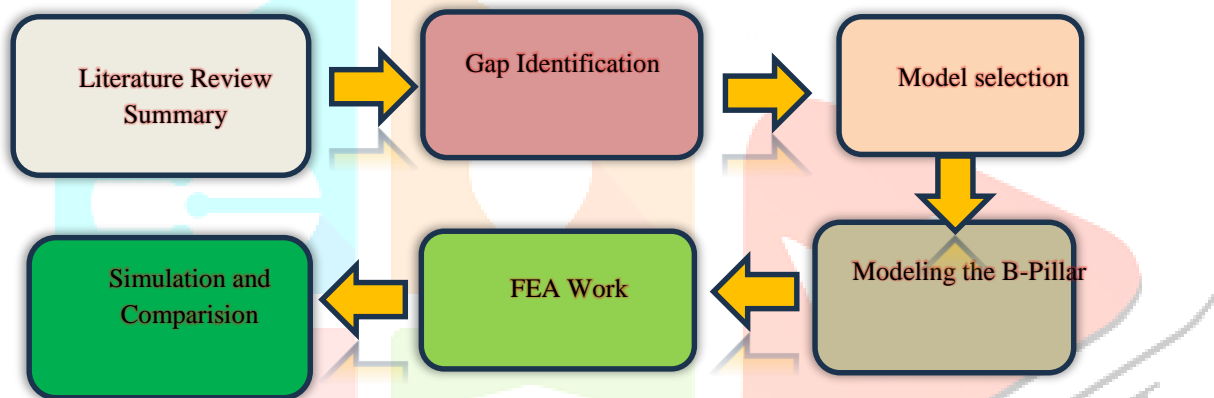 Literature Review
Summary
Gap Identification
Model selection
Modeling the B-Pillar
FEA Work
Simulation and
Comparision